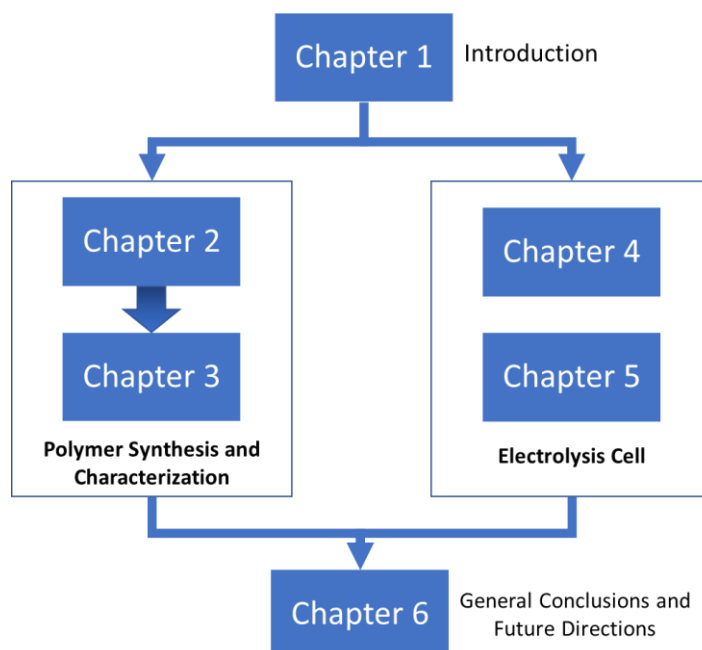 Chapter 1
Introduction
Chapter 2
Chapter 3
Polymer Synthesis and
Characterization
Chapter 4
Chapter 5
Electrolysis Cell
Chapter 6
General Conclusions and
Future Directions